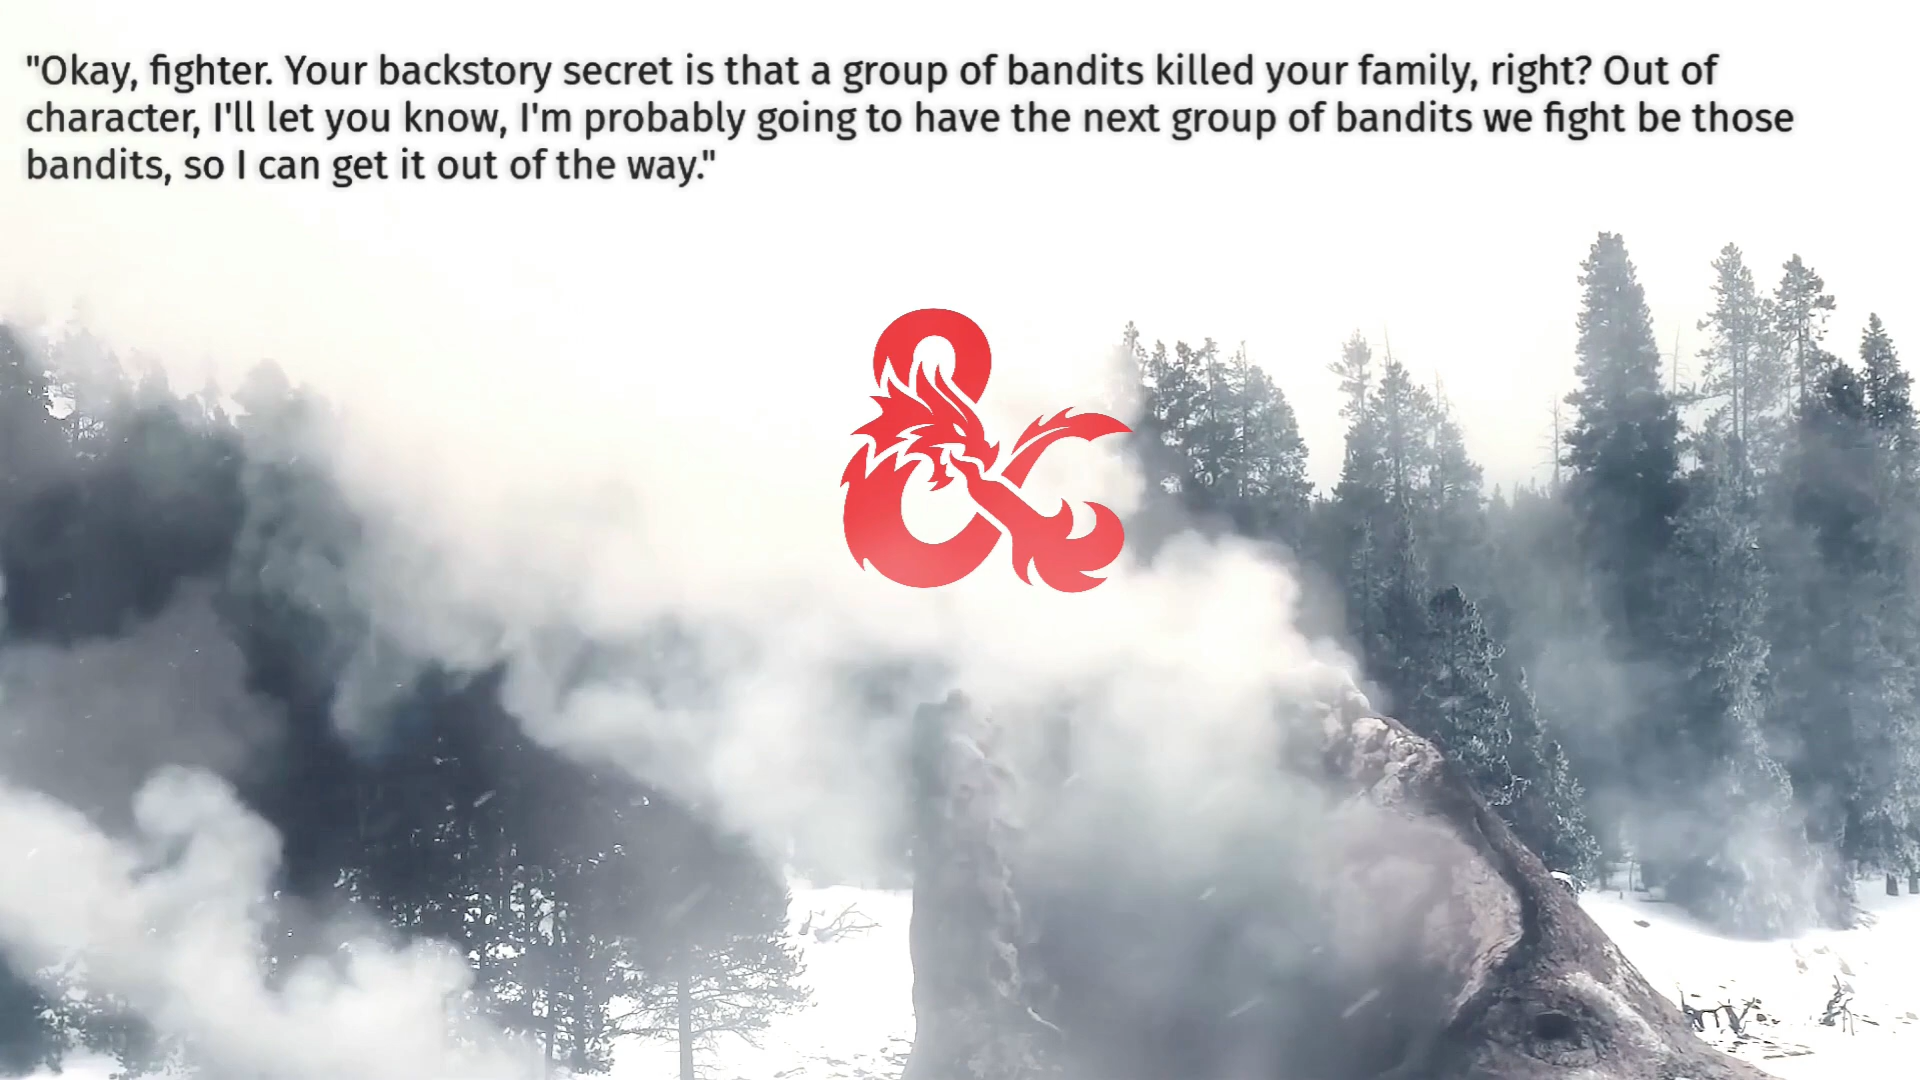 "Okay, fighter. Your backstory secret is that a group of bandits killed your family, right? Out of
character, I'll let you know, I'm probably going to have the next group of bandits we fight be those
bandits, so I can get it out of the way."